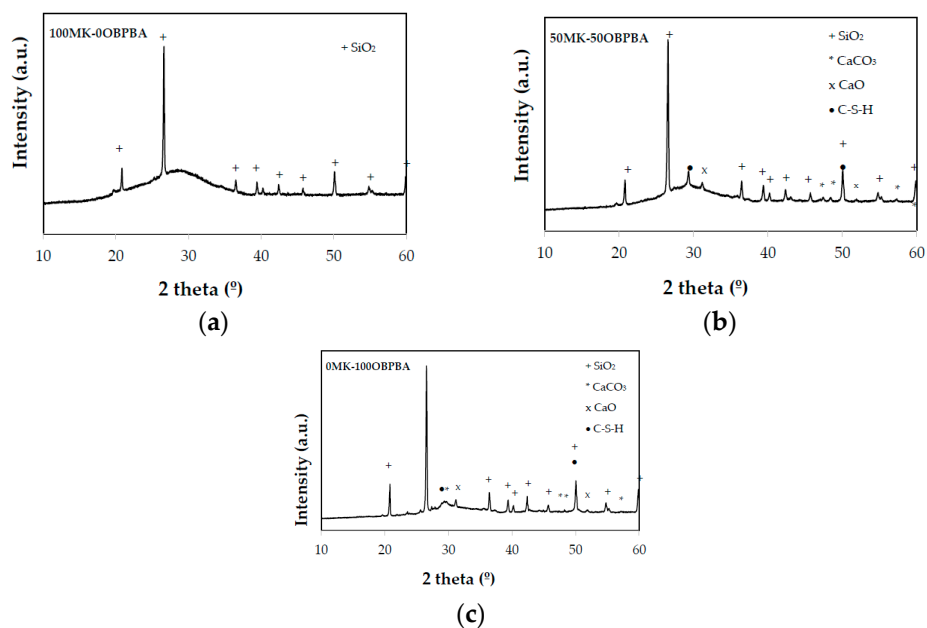 100MK-0OBPBA
+ SiO₂
Intensity (a.u.)
10 20 30 40 50 60
2 theta (º)
(a)
50MK-50OBPBA
+ SiO₂
* CaCO₃
x CaO
● C-S-H
Intensity (a.u.)
10 20 30 40 50 60
2 theta (º)
(b)
0MK-100OBPBA
+ SiO₂
* CaCO₃
x CaO
● C-S-H
Intensity (a.u.)
10 20 30 40 50 60
2 theta (º)
(c)